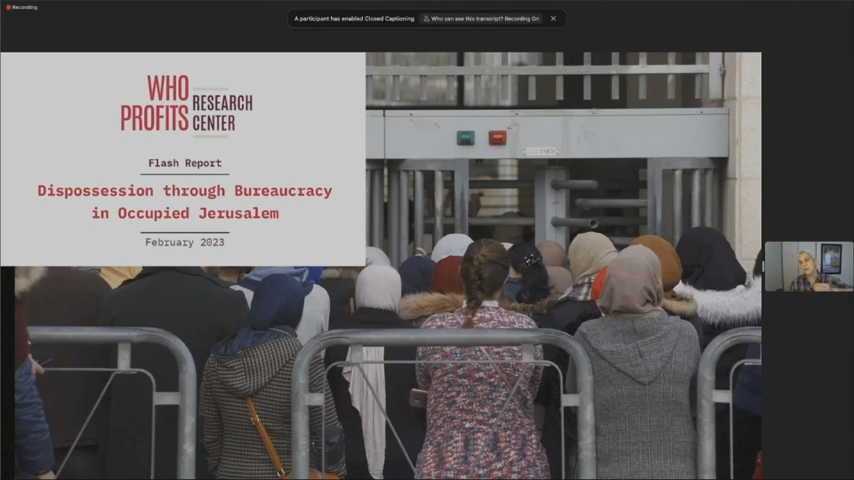 Recording
A participant has enabled Closed Captioning
Who can see this transcript? Recording On
WHO
PROFITS
RESEARCH
CENTER
Flash Report
Dispossession through Bureaucracy
in Occupied Jerusalem
February 2023